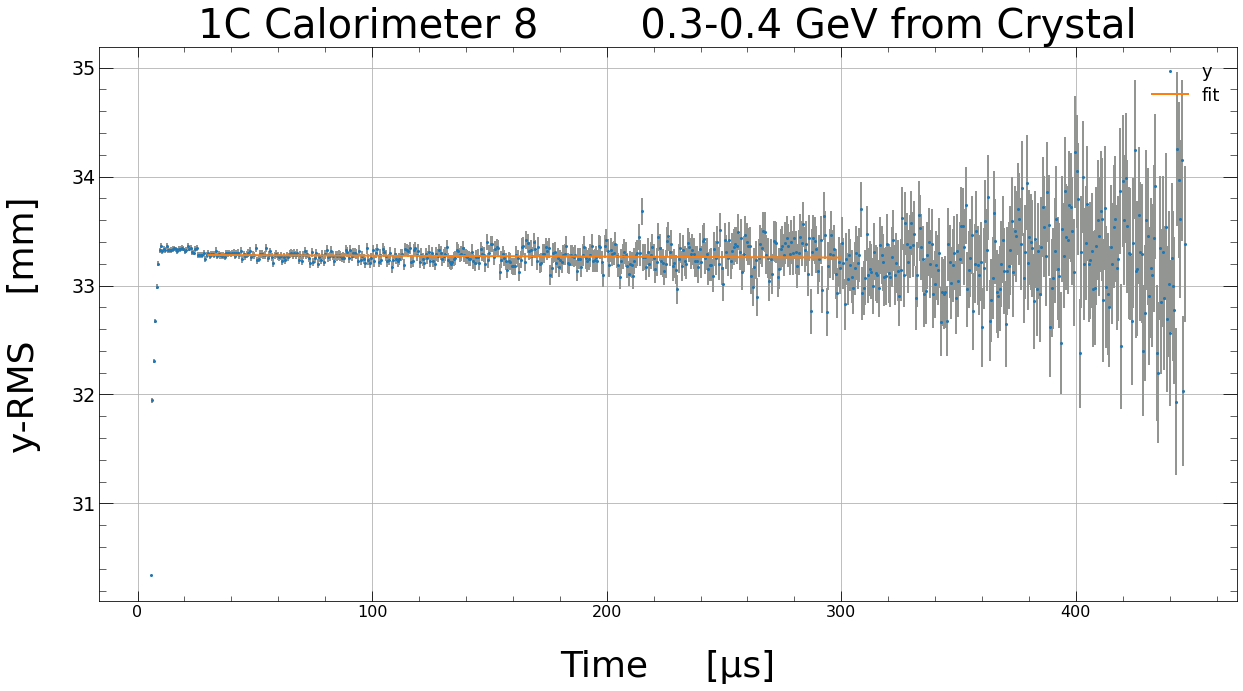 1C Calorimeter 8 0.3-0.4 GeV from Crystal
y
fit
35
34
33
32
31
y-RMS [mm]
0 100 200 300 400
Time [μs]